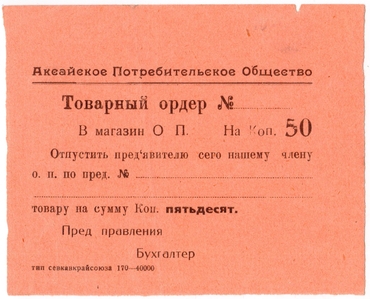 Аксайское Потребительское Общество
Товарный ордер №
В магазин О П. На Коп. 50
Отпустить пред'явителю сего нашему члену
о. п. по пред. №
товару на сумму Коп. пятьдесят.
Пред правления
Бухгалтер
тип севкавкрайсоюза 170—40000